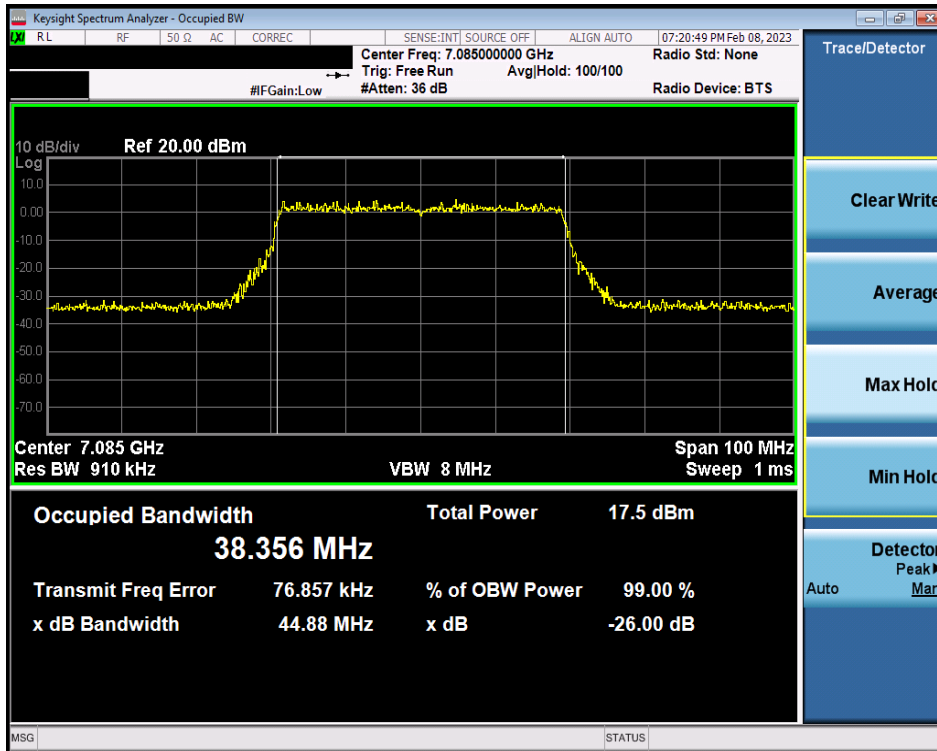 Keysight Spectrum Analyzer - Occupied BW
LXI RL RF 50 Ω AC CORREC SENSE:INT SOURCE OFF ALIGN AUTO 07:20:49 PM Feb 08, 2023
Center Freq: 7.085000000 GHz Radio Std: None
Trig: Free Run Avg|Hold: 100/100
#IFGain:Low #Atten: 36 dB Radio Device: BTS
Trace/Detector
10 dB/div Ref 20.00 dBm
Log
10.0
0.00
-10.0
-20.0
-30.0
-40.0
-50.0
-60.0
-70.0
Center 7.085 GHz Span 100 MHz
Res BW 910 kHz VBW 8 MHz Sweep 1 ms
Occupied Bandwidth Total Power 17.5 dBm
38.356 MHz
Transmit Freq Error 76.857 kHz % of OBW Power 99.00 %
x dB Bandwidth 44.88 MHz x dB -26.00 dB
Clear Write
Average
Max Hold
Min Hold
Detector
Peak
Auto Man
MSG STATUS